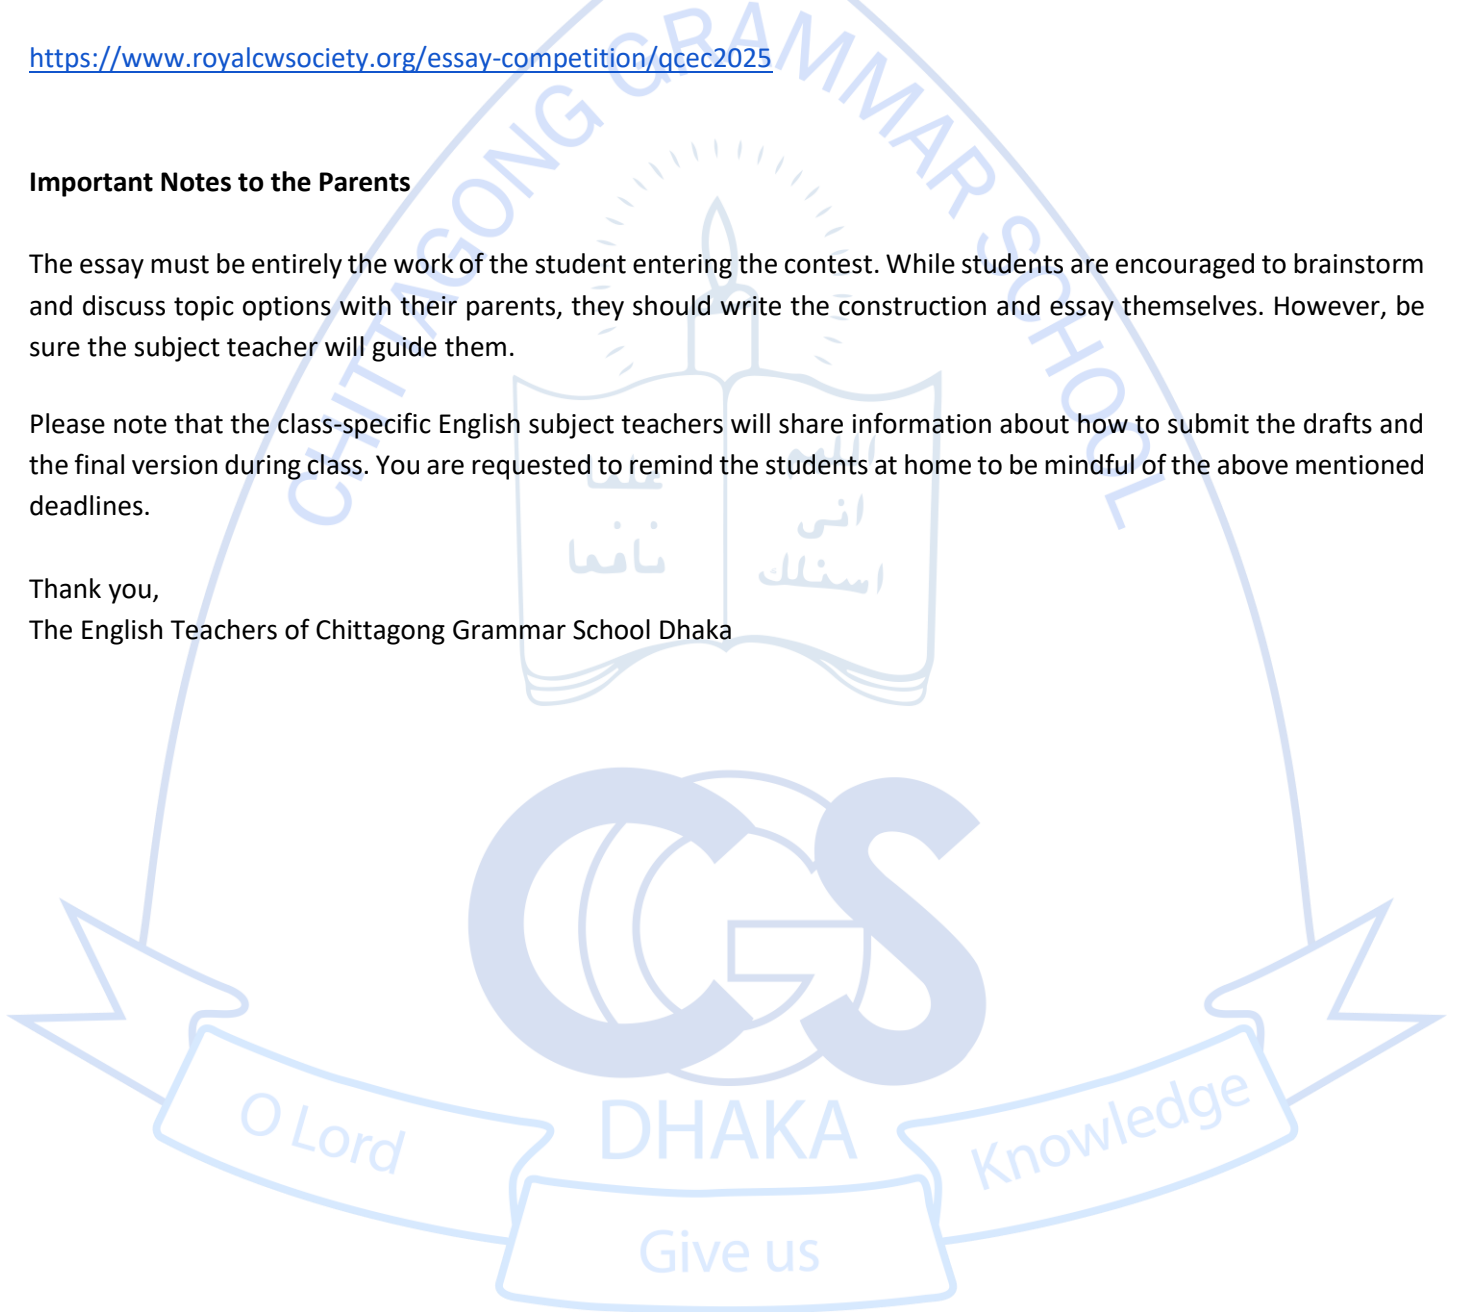 https://www.royalcwsociety.org/essay-competition/qcec2025
Important Notes to the Parents
The essay must be entirely the work of the student entering the contest. While students are encouraged to brainstorm
and discuss topic options with their parents, they should write the construction and essay themselves. However, be
sure the subject teacher will guide them.
Please note that the class-specific English subject teachers will share information about how to submit the drafts and
the final version during class. You are requested to remind the students at home to be mindful of the above mentioned
deadlines.
Thank you,
The English Teachers of Chittagong Grammar School Dhaka
CHITTAGONG GRAMMAR SCHOOL
اللهم
انى
اسئلك
علما
نافعا
CGS
DHAKA
O Lord
Give us
Knowledge